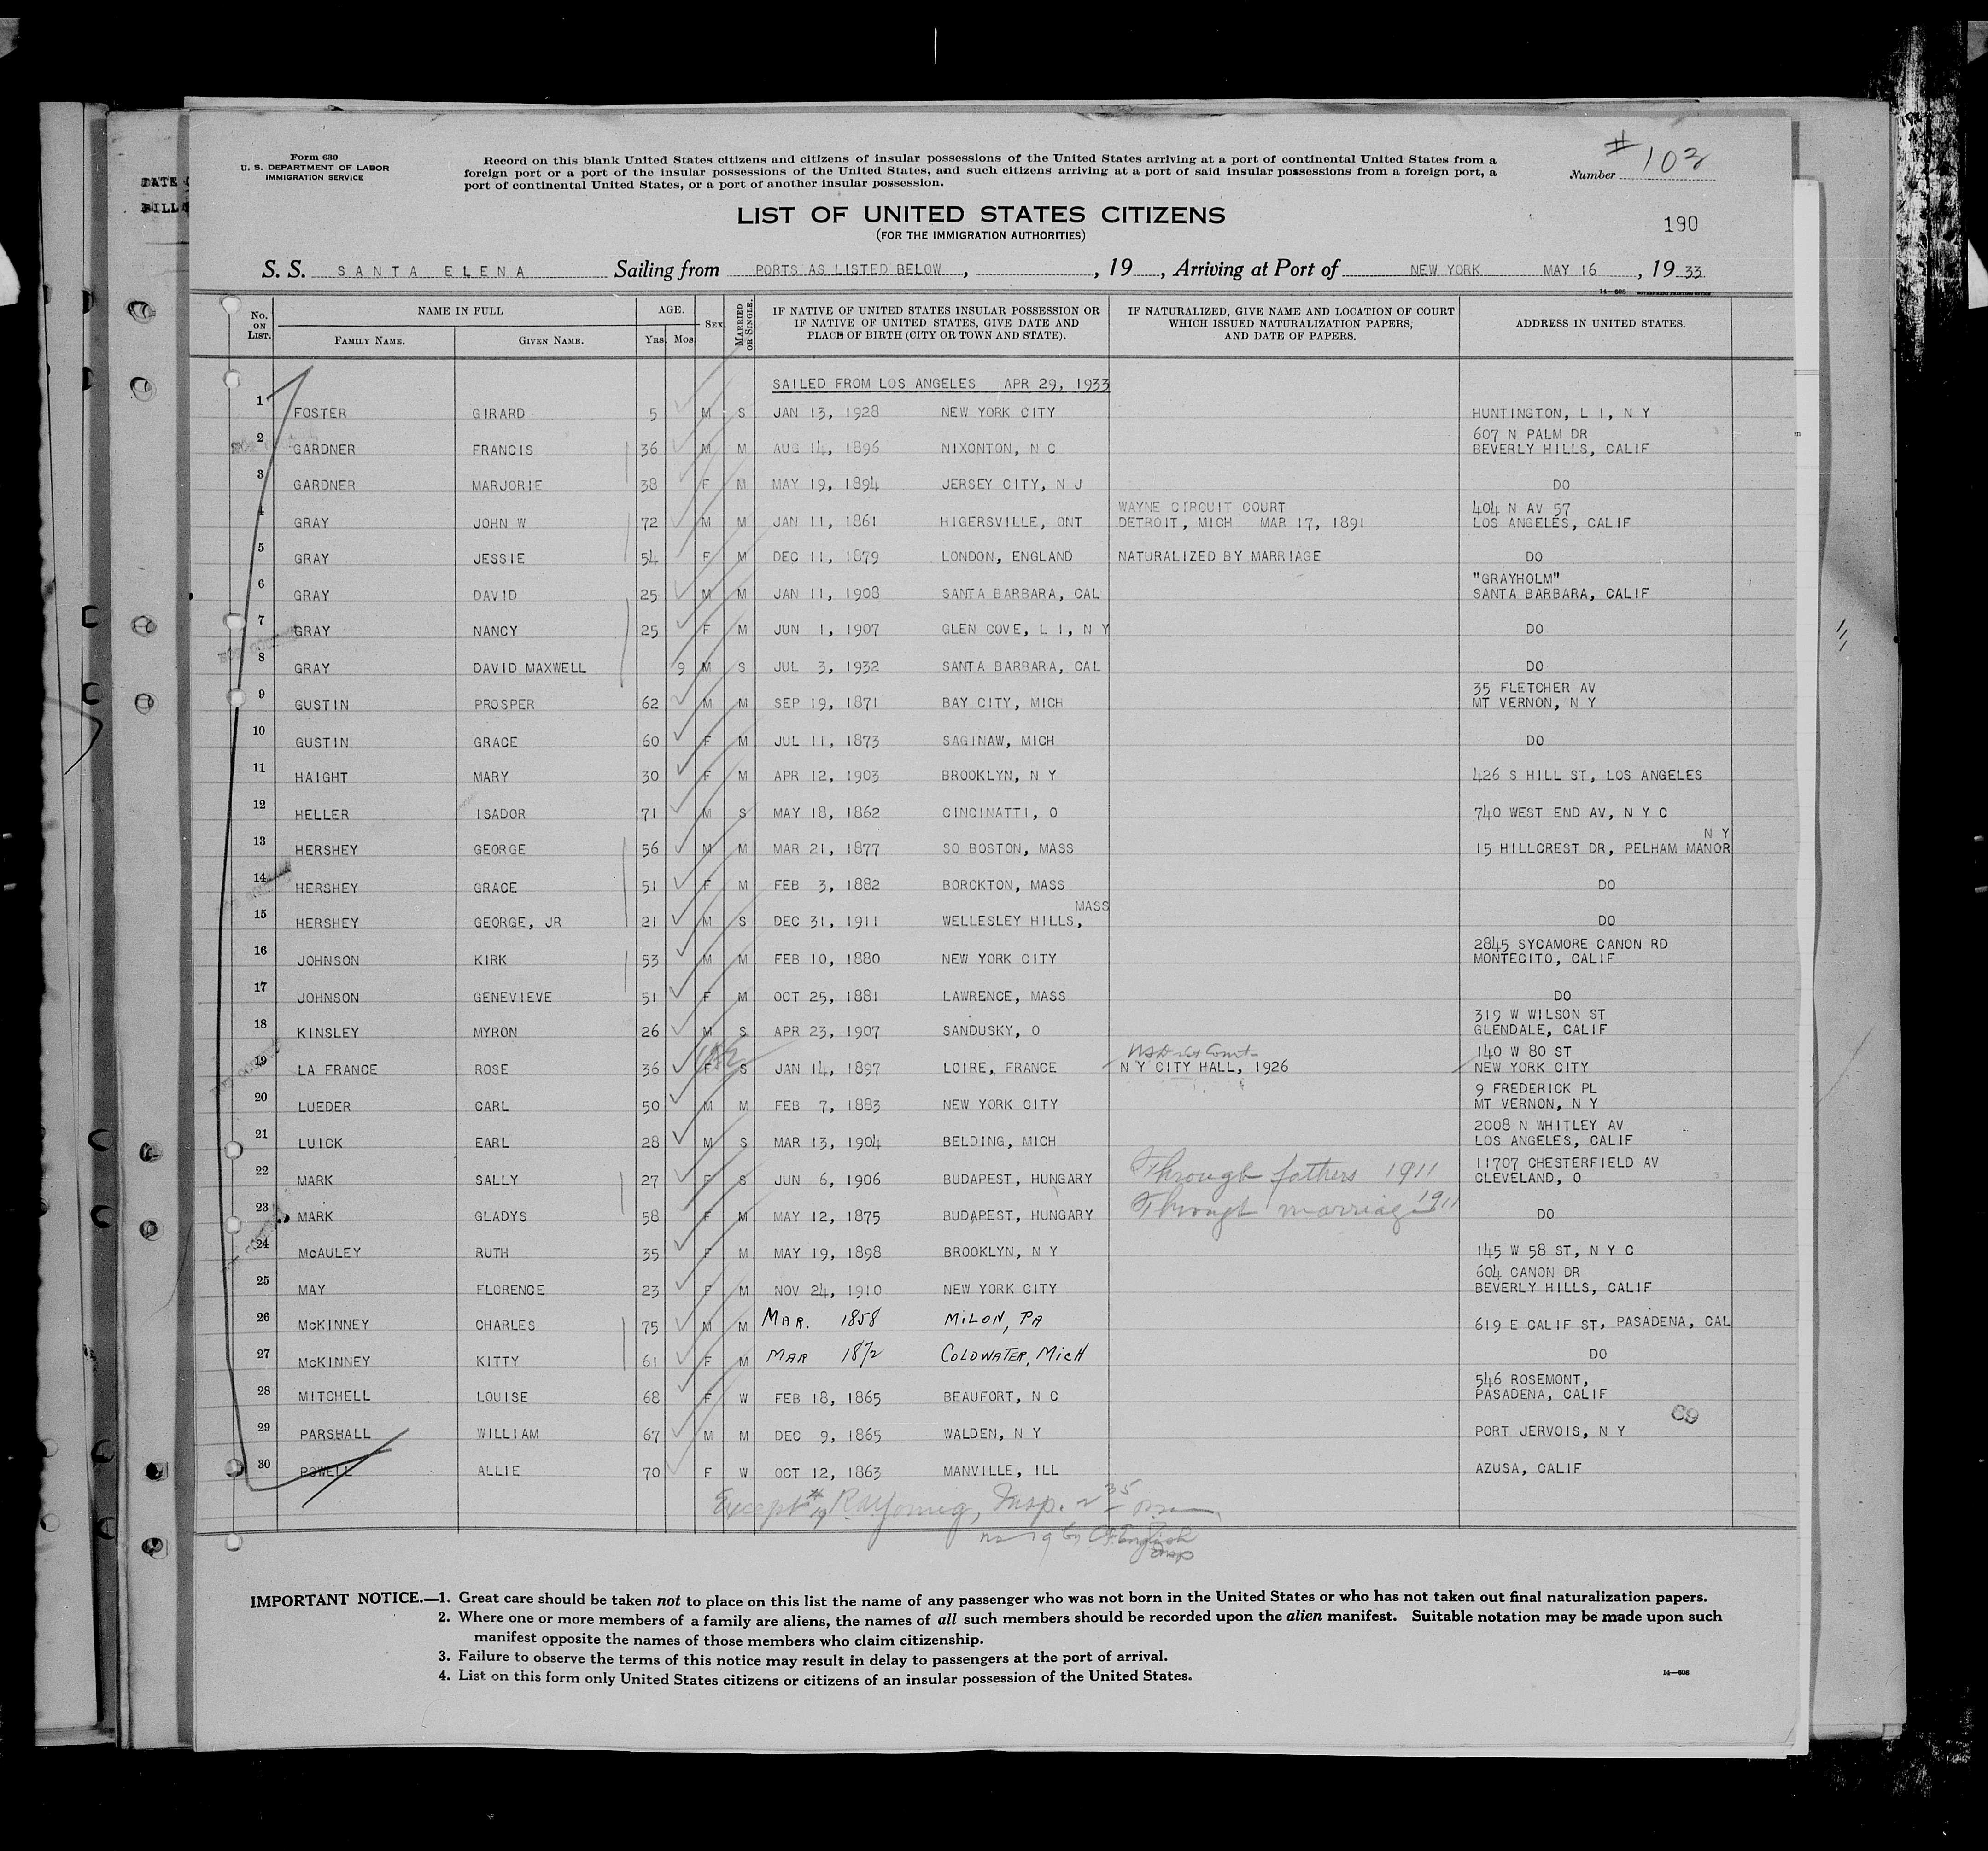 Form 630
U. S. DEPARTMENT OF LABOR
IMMIGRATION SERVICE
Record on this blank United States citizens and citizens of insular possessions of the United States arriving at a port of continental United States from a
foreign port or a port of the insular possessions of the United States, and such citizens arriving at a port of said insular possessions from a foreign port, a
port of continental United States, or a port of another insular possession.
Number # 102
LIST OF UNITED STATES CITIZENS
(FOR THE IMMIGRATION AUTHORITIES)
190
S. S. SANTA ELENA Sailing from PORTS AS LISTED BELOW, , 19 , Arriving at Port of NEW YORK MAY 16, 1933
14—608
No. ON LIST. NAME IN FULL AGE. SEX. MARRIED OR SINGLE. IF NATIVE OF UNITED STATES INSULAR POSSESSION OR IF NATIVE OF UNITED STATES, GIVE DATE AND PLACE OF BIRTH (CITY OR TOWN AND STATE). IF NATURALIZED, GIVE NAME AND LOCATION OF COURT WHICH ISSUED NATURALIZATION PAPERS, AND DATE OF PAPERS. ADDRESS IN UNITED STATES.
FAMILY NAME. GIVEN NAME. YRS. MOS.
SAILED FROM LOS ANGELES APR 29, 1933
1 FOSTER GIRARD 5 M S JAN 13, 1928 NEW YORK CITY HUNTINGTON, L I, N Y
2 GARDNER FRANCIS 36 M M AUG 14, 1896 NIXONTON, N C 607 N PALM DR BEVERLY HILLS, CALIF
3 GARDNER MARJORIE 38 F M MAY 19, 1894 JERSEY CITY, N J DO
4 GRAY JOHN W 72 M M JAN 11, 1861 HIGERSVILLE, ONT WAYNE CIRCUIT COURT DETROIT, MICH MAR 17, 1891 404 N AV 57 LOS ANGELES, CALIF
5 GRAY JESSIE 54 F M DEC 11, 1879 LONDON, ENGLAND NATURALIZED BY MARRIAGE DO
6 GRAY DAVID 25 M M JAN 11, 1908 SANTA BARBARA, CAL "GRAYHOLM" SANTA BARBARA, CALIF
7 GRAY NANCY 25 F M JUN 1, 1907 GLEN COVE, L I, N Y DO
8 GRAY DAVID MAXWELL 9 M S JUL 3, 1932 SANTA BARBARA, CAL DO
9 GUSTIN PROSPER 62 M M SEP 19, 1871 BAY CITY, MICH 35 FLETCHER AV MT VERNON, N Y
10 GUSTIN GRACE 60 F M JUL 11, 1873 SAGINAW, MICH DO
11 HAIGHT MARY 30 F M APR 12, 1903 BROOKLYN, N Y 426 S HILL ST, LOS ANGELES
12 HELLER ISADOR 71 M S MAY 18, 1862 CINCINATTI, O 740 WEST END AV, N Y C
13 HERSHEY GEORGE 56 M M MAR 21, 1877 SO BOSTON, MASS 15 HILLCREST DR, PELHAM MANOR N Y
14 HERSHEY GRACE 51 F M FEB 3, 1882 BORCKTON, MASS DO
15 HERSHEY GEORGE, JR 21 M S DEC 31, 1911 WELLESLEY HILLS, MASS DO
16 JOHNSON KIRK 53 M M FEB 10, 1880 NEW YORK CITY 2845 SYCAMORE CANON RD MONTECITO, CALIF
17 JOHNSON GENEVIEVE 51 F M OCT 25, 1881 LAWRENCE, MASS DO
18 KINSLEY MYRON 26 M S APR 23, 1907 SANDUSKY, O 319 W WILSON ST GLENDALE, CALIF
19 LA FRANCE ROSE 36 F S JAN 14, 1897 LOIRE, FRANCE N Y CITY HALL, 1926 140 W 80 ST NEW YORK CITY
20 LUEDER CARL 50 M M FEB 7, 1883 NEW YORK CITY 9 FREDERICK PL MT VERNON, N Y
21 LUICK EARL 28 M S MAR 13, 1904 BELDING, MICH 2008 N WHITLEY AV LOS ANGELES, CALIF
22 MARK SALLY 27 F S JUN 6, 1906 BUDAPEST, HUNGARY Through fathers 1911 11707 CHESTERFIELD AV CLEVELAND, O
23 MARK GLADYS 58 F M MAY 12, 1875 BUDAPEST, HUNGARY Through marriage 1911 DO
24 McAULEY RUTH 35 F M MAY 19, 1898 BROOKLYN, N Y 145 W 58 ST, N Y C
25 MAY FLORENCE 23 F M NOV 24, 1910 NEW YORK CITY 604 CANON DR BEVERLY HILLS, CALIF
26 McKINNEY CHARLES 75 M M MAR. 1858 MILON, PA 619 E CALIF ST, PASADENA, CAL
27 McKINNEY KITTY 61 F M MAR 1872 COLDWATER, MICH DO
28 MITCHELL LOUISE 68 F W FEB 18, 1865 BEAUFORT, N C 546 ROSEMONT, PASADENA, CALIF
69
29 PARSHALL WILLIAM 67 M M DEC 9, 1865 WALDEN, N Y PORT JERVOIS, N Y
30 POWELL ALLIE 70 F W OCT 12, 1863 MANVILLE, ILL AZUSA, CALIF
Except #19 Insp.
IMPORTANT NOTICE.—1. Great care should be taken not to place on this list the name of any passenger who was not born in the United States or who has not taken out final naturalization papers.
2. Where one or more members of a family are aliens, the names of all such members should be recorded upon the alien manifest. Suitable notation may be made upon such
manifest opposite the names of those members who claim citizenship.
3. Failure to observe the terms of this notice may result in delay to passengers at the port of arrival.
4. List on this form only United States citizens or citizens of an insular possession of the United States.
14—608